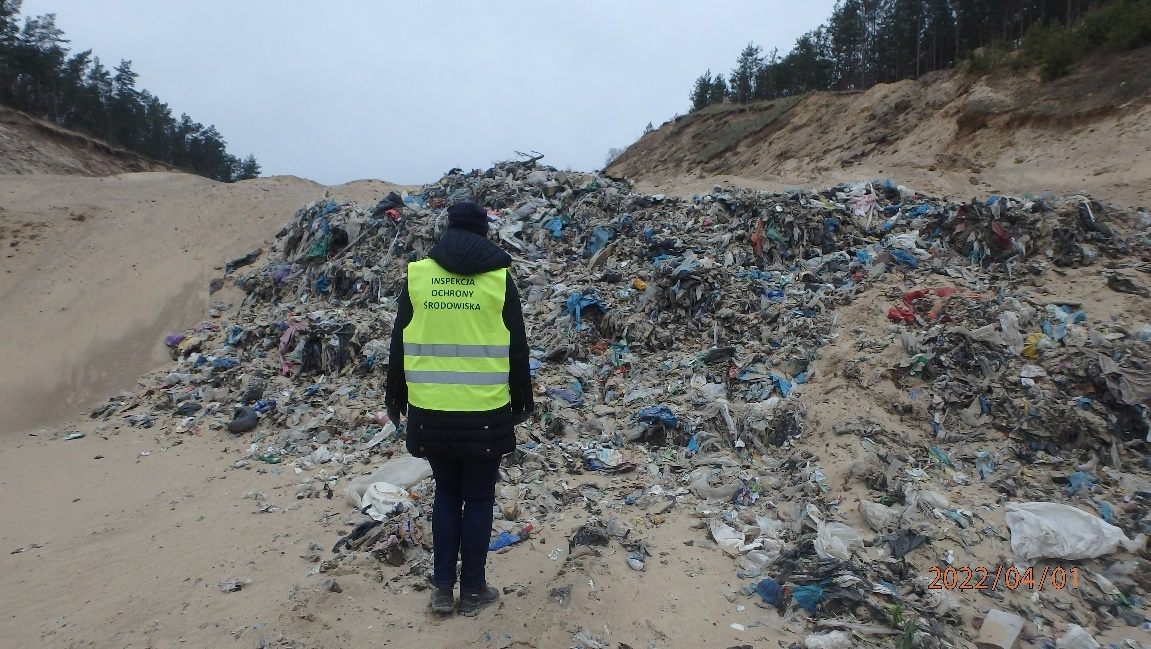 INSPEKCJA
OCHRONY
ŚRODOWISKA
2022/04/01